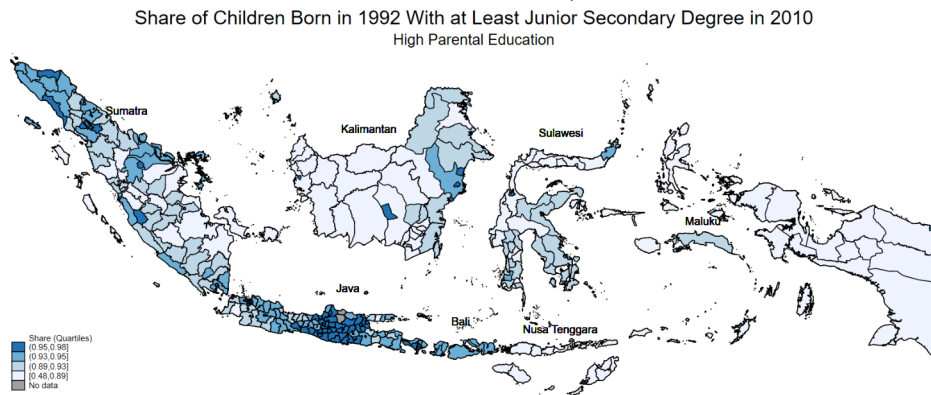 Share of Children Born in 1992 With at Least Junior Secondary Degree in 2010
High Parental Education
Sumatra
Kalimantan
Sulawesi
Maluku
Java
Bali
Nusa Tenggara
Share (Quartiles)
(0.95,0.98]
(0.93,0.95]
(0.89,0.93]
[0.48,0.89]
No data